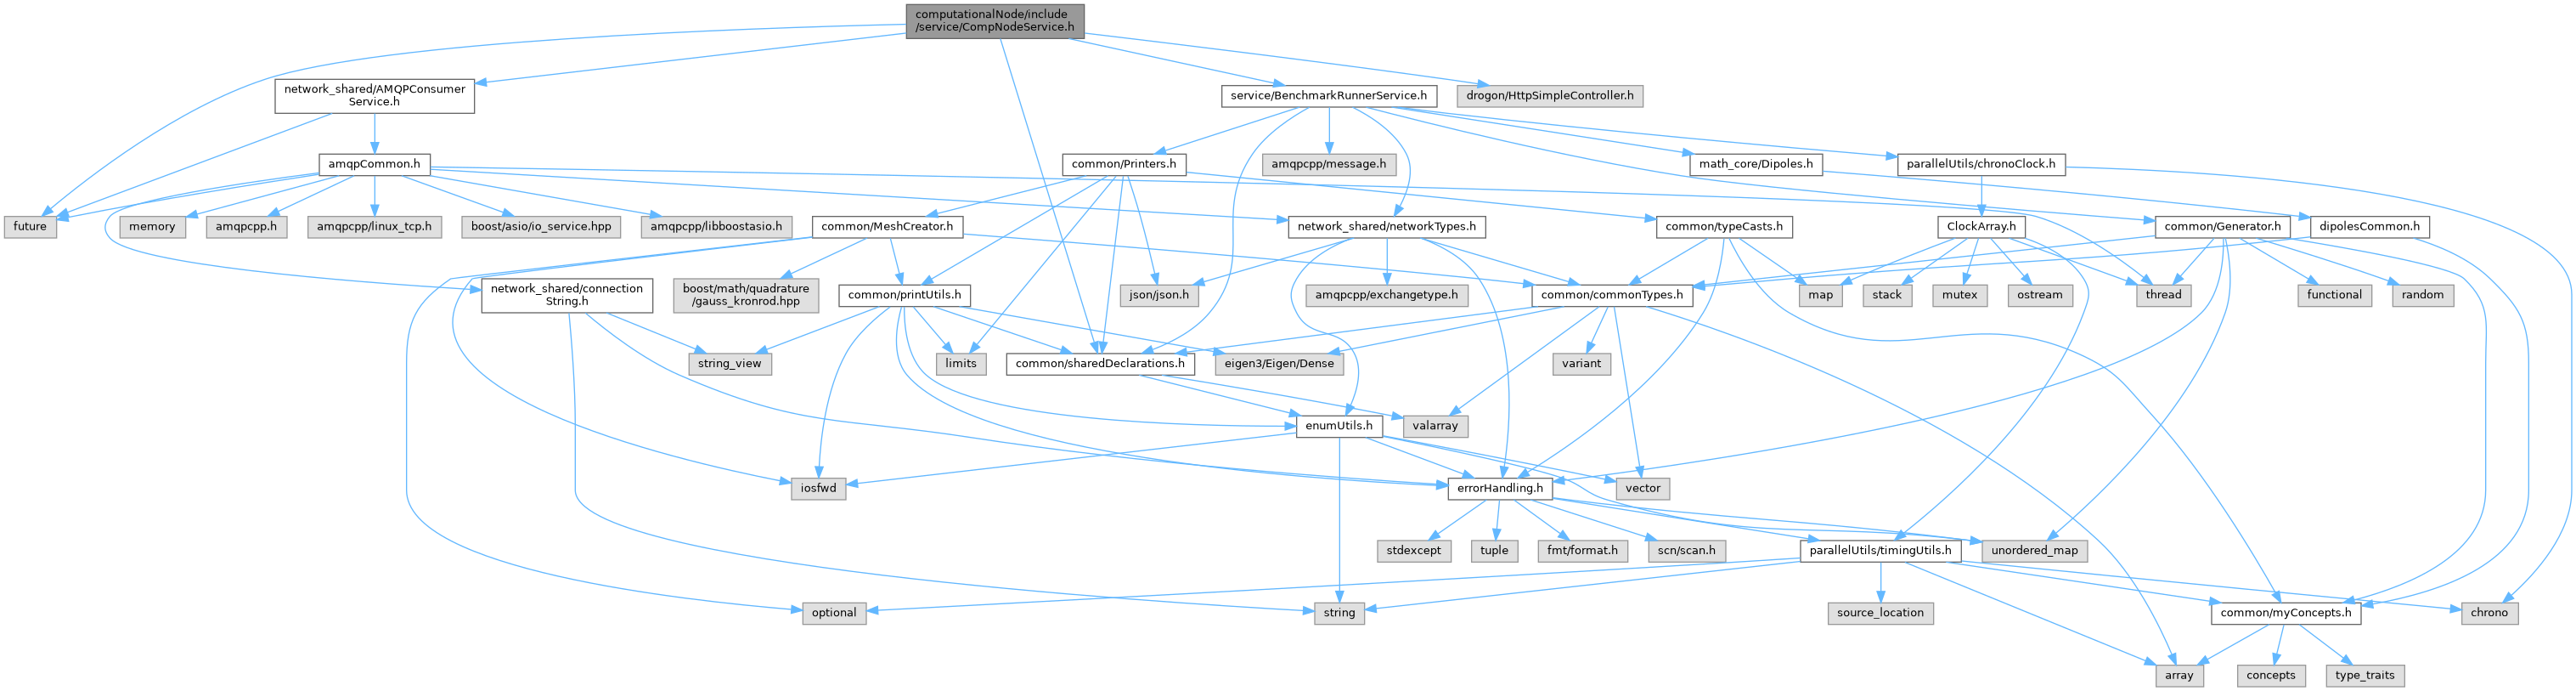 computationalNode/include
/service/CompNodeService.h
network_shared/AMQPConsumer
Service.h
service/BenchmarkRunnerService.h
drogon/HttpSimpleController.h
amqpCommon.h
common/Printers.h
amqpcpp/message.h
math_core/Dipoles.h
parallelUtils/chronoClock.h
future
memory
amqpcpp.h
amqpcpp/linux_tcp.h
boost/asio/io_service.hpp
amqpcpp/libboostasio.h
common/MeshCreator.h
network_shared/networkTypes.h
common/typeCasts.h
ClockArray.h
common/Generator.h
dipolesCommon.h
network_shared/connection
String.h
boost/math/quadrature
/gauss_kronrod.hpp
common/printUtils.h
json/json.h
amqpcpp/exchangetype.h
common/commonTypes.h
map
stack
mutex
ostream
thread
functional
random
string_view
limits
common/sharedDeclarations.h
eigen3/Eigen/Dense
variant
enumUtils.h
valarray
iosfwd
errorHandling.h
vector
stdexcept
tuple
fmt/format.h
scn/scan.h
parallelUtils/timingUtils.h
unordered_map
optional
string
source_location
common/myConcepts.h
chrono
array
concepts
type_traits